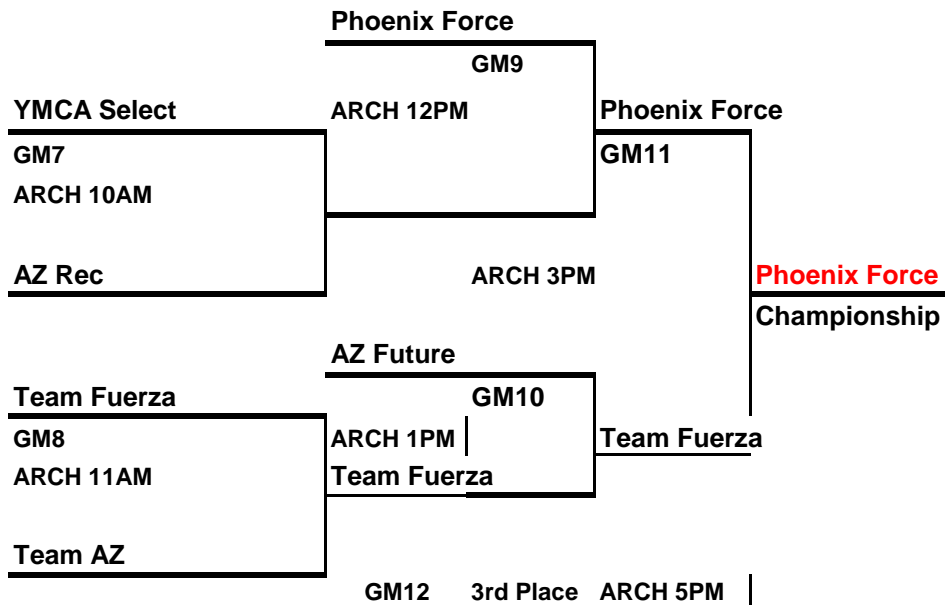 Phoenix Force
GM9
YMCA Select
ARCH 12PM
Phoenix Force
GM7
GM11
ARCH 10AM
AZ Rec
ARCH 3PM
Phoenix Force
Championship
AZ Future
Team Fuerza
GM10
GM8
ARCH 1PM
Team Fuerza
ARCH 11AM
Team Fuerza
Team AZ
GM12 3rd Place ARCH 5PM